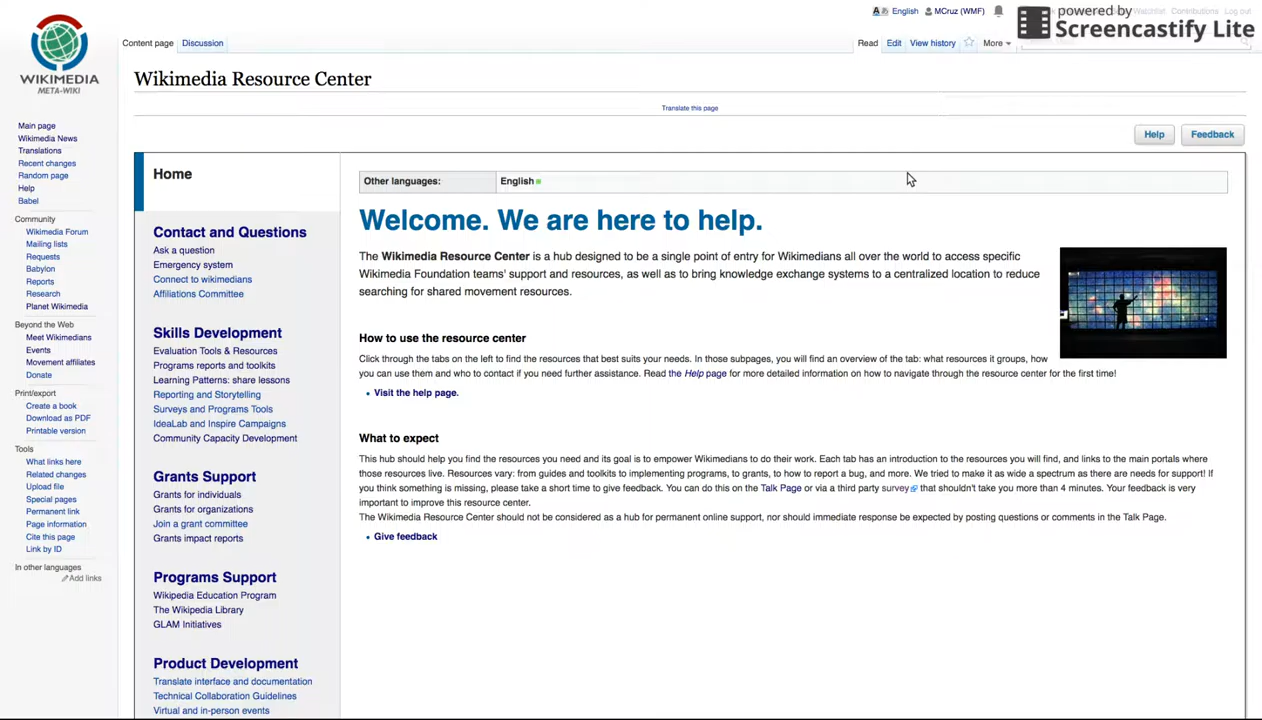 powered by
Screencastify Lite
English
MCruz (WMF)
Watchlist
Contributions
Log out
Content page
Discussion
Read
Edit
View history
More
WIKIMEDIA
META-WIKI
Wikimedia Resource Center
Translate this page
Help
Feedback
Main page
Wikimedia News
Translations
Recent changes
Random page
Help
Babel
Community
Wikimedia Forum
Mailing lists
Requests
Babylon
Reports
Research
Planet Wikimedia
Beyond the Web
Meet Wikimedians
Events
Movement affiliates
Donate
Print/export
Create a book
Download as PDF
Printable version
Tools
What links here
Related changes
Upload file
Special pages
Permanent link
Page information
Cite this page
Link by ID
In other languages
Add links
Home
Contact and Questions
Ask a question
Emergency system
Connect to wikimedians
Affiliations Committee
Skills Development
Evaluation Tools & Resources
Programs reports and toolkits
Learning Patterns: share lessons
Reporting and Storytelling
Surveys and Programs Tools
IdeaLab and Inspire Campaigns
Community Capacity Development
Grants Support
Grants for individuals
Grants for organizations
Join a grant committee
Grants impact reports
Programs Support
Wikipedia Education Program
The Wikipedia Library
GLAM Initiatives
Product Development
Translate interface and documentation
Technical Collaboration Guidelines
Virtual and in-person events
Other languages:
English
Welcome. We are here to help.
The Wikimedia Resource Center is a hub designed to be a single point of entry for Wikimedians all over the world to access specific
Wikimedia Foundation teams' support and resources, as well as to bring knowledge exchange systems to a centralized location to reduce
searching for shared movement resources.
How to use the resource center
Click through the tabs on the left to find the resources that best suits your needs. In those subpages, you will find an overview of the tab: what resources it groups, how
you can use them and who to contact if you need further assistance. Read the Help page for more detailed information on how to navigate through the resource center for the first time!
Visit the help page.
What to expect
This hub should help you find the resources you need and its goal is to empower Wikimedians to do their work. Each tab has an introduction to the resources you will find, and links to the main portals where
those resources live. Resources vary: from guides and toolkits to implementing programs, to grants, to how to report a bug, and more. We tried to make it as wide a spectrum as there are needs for support! If
you think something is missing, please take a short time to give feedback. You can do this on the Talk Page or via a third party survey that shouldn't take you more than 4 minutes. Your feedback is very
important to improve this resource center.
The Wikimedia Resource Center should not be considered as a hub for permanent online support, nor should immediate response be expected by posting questions or comments in the Talk Page.
Give feedback